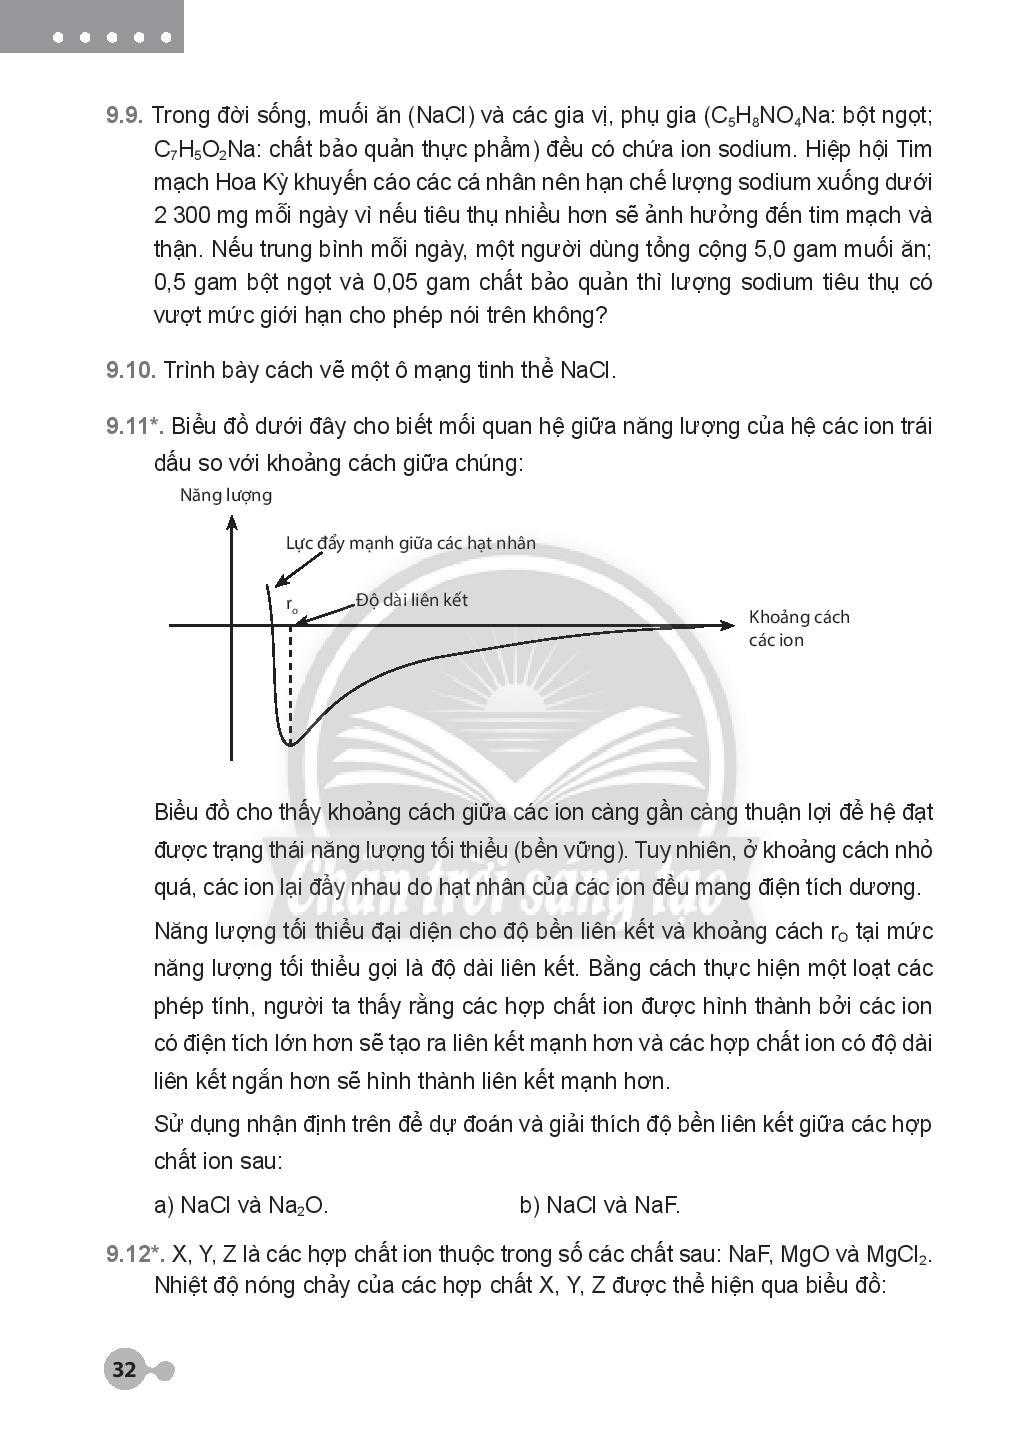 9.9. Trong đời sống, muối ăn (NaCl) và các gia vị, phụ gia (C₅H₈NO₄Na: bột ngọt;
C₇H₅O₂Na: chất bảo quản thực phẩm) đều có chứa ion sodium. Hiệp hội Tim
mạch Hoa Kỳ khuyến cáo các cá nhân nên hạn chế lượng sodium xuống dưới
2 300 mg mỗi ngày vì nếu tiêu thụ nhiều hơn sẽ ảnh hưởng đến tim mạch và
thận. Nếu trung bình mỗi ngày, một người dùng tổng cộng 5,0 gam muối ăn;
0,5 gam bột ngọt và 0,05 gam chất bảo quản thì lượng sodium tiêu thụ có
vượt mức giới hạn cho phép nói trên không?
9.10. Trình bày cách vẽ một ô mạng tinh thể NaCl.
9.11*. Biểu đồ dưới đây cho biết mối quan hệ giữa năng lượng của hệ các ion trái
dấu so với khoảng cách giữa chúng:
Năng lượng
Lực đẩy mạnh giữa các hạt nhân
r₀
Độ dài liên kết
Khoảng cách
các ion
Biểu đồ cho thấy khoảng cách giữa các ion càng gần càng thuận lợi để hệ đạt
được trạng thái năng lượng tối thiểu (bền vững). Tuy nhiên, ở khoảng cách nhỏ
quá, các ion lại đẩy nhau do hạt nhân của các ion đều mang điện tích dương.
Chân trời sáng tạo
Năng lượng tối thiểu đại diện cho độ bền liên kết và khoảng cách r₀ tại mức
năng lượng tối thiểu gọi là độ dài liên kết. Bằng cách thực hiện một loạt các
phép tính, người ta thấy rằng các hợp chất ion được hình thành bởi các ion
có điện tích lớn hơn sẽ tạo ra liên kết mạnh hơn và các hợp chất ion có độ dài
liên kết ngắn hơn sẽ hình thành liên kết mạnh hơn.
Sử dụng nhận định trên để dự đoán và giải thích độ bền liên kết giữa các hợp
chất ion sau:
a) NaCl và Na₂O. b) NaCl và NaF.
9.12*. X, Y, Z là các hợp chất ion thuộc trong số các chất sau: NaF, MgO và MgCl₂.
Nhiệt độ nóng chảy của các hợp chất X, Y, Z được thể hiện qua biểu đồ:
32